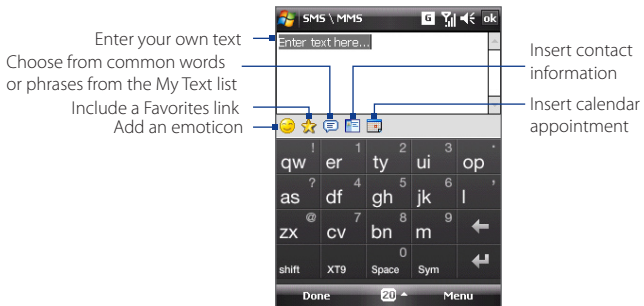 SMS \ MMS G ok
Enter your own text
Enter text here...
Choose from common words
or phrases from the My Text list
Include a Favorites link
Add an emoticon
Insert contact
information
Insert calendar
appointment
qw ! er 1 ty 2 ui 3 op .
as ? df 4 gh 5 jk 6 l '
zx @ cv 7 bn 8 m 9
shift XT9 0 Space Sym
Done 20 Menu